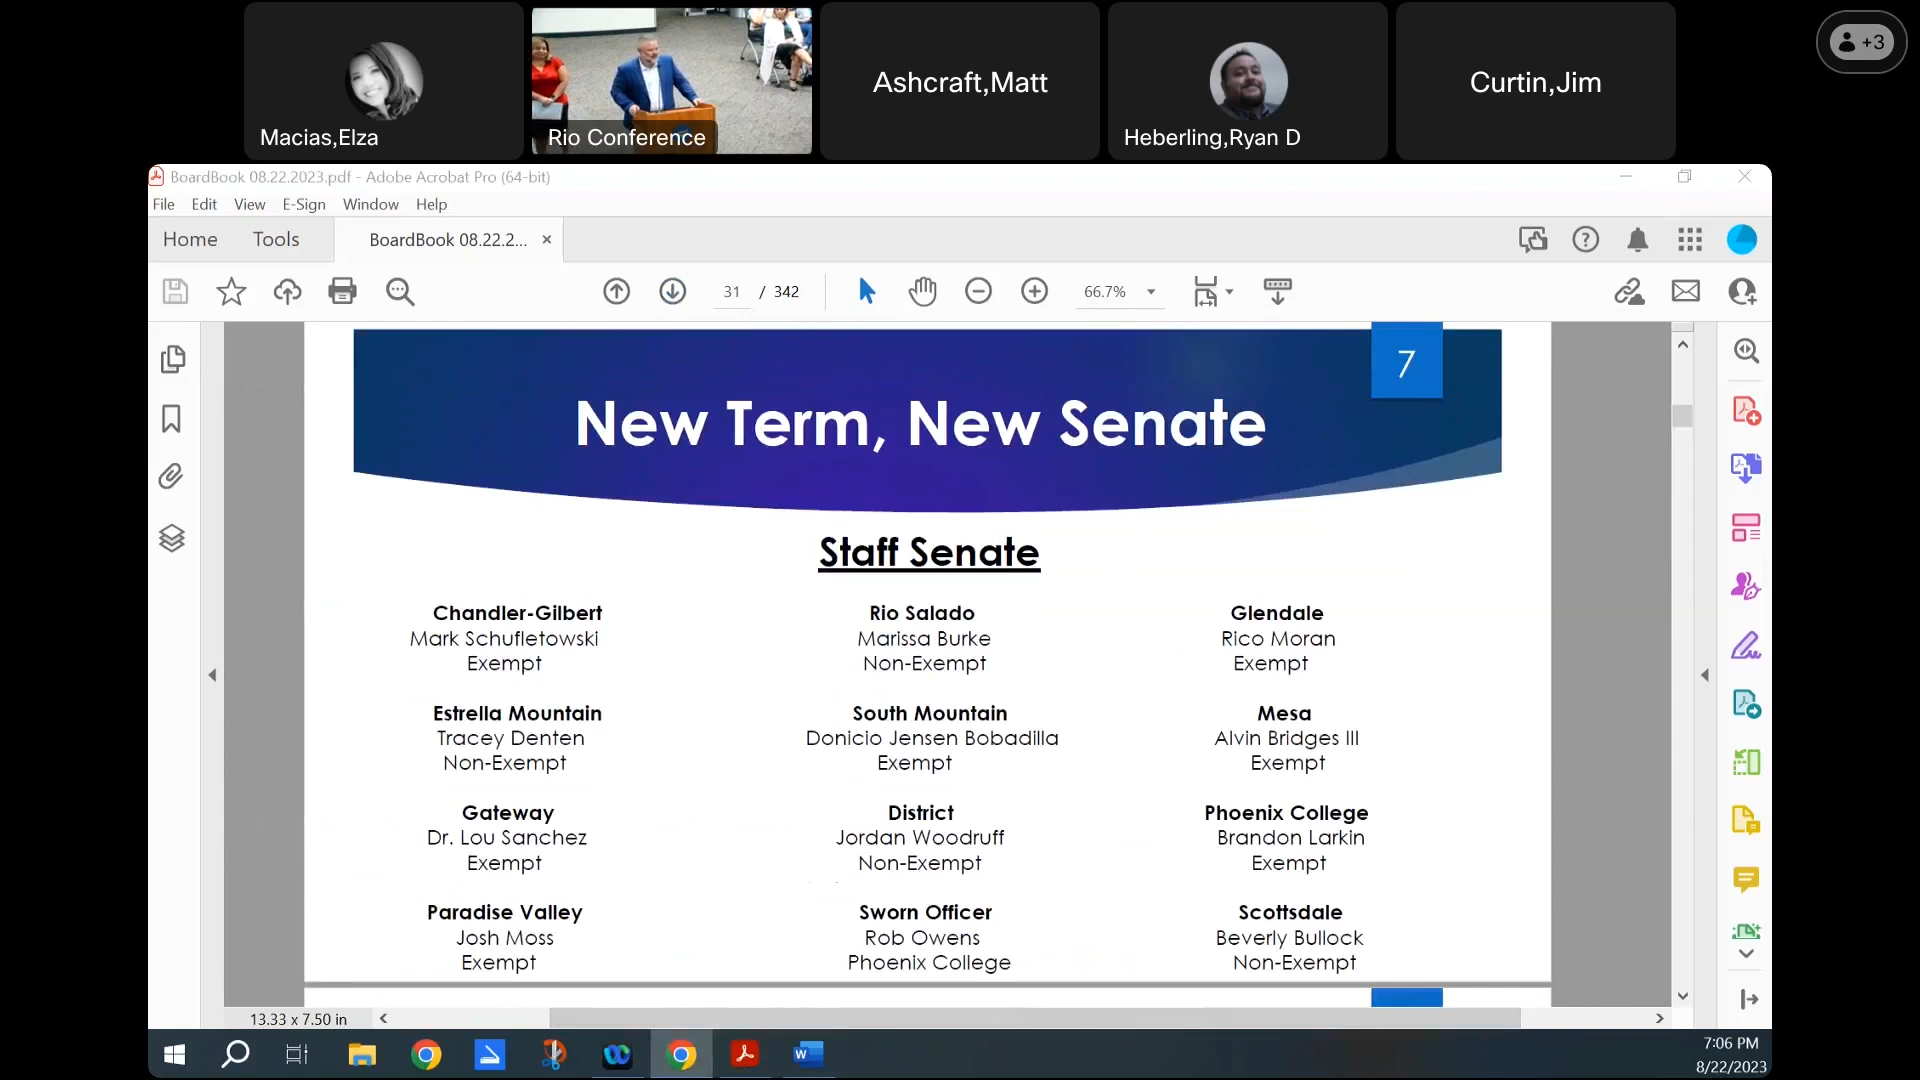 Macias,Elza
Rio Conference
Ashcraft,Matt
Heberling,Ryan D
Curtin,Jim
+3
BoardBook 08.22.2023.pdf - Adobe Acrobat Pro (64-bit)
File Edit View E-Sign Window Help
Home Tools BoardBook 08.22.2... ×
31 / 342 66.7%
7
New Term, New Senate
Staff Senate
Chandler-Gilbert
Mark Schufletowski
Exempt
Rio Salado
Marissa Burke
Non-Exempt
Glendale
Rico Moran
Exempt
Estrella Mountain
Tracey Denten
Non-Exempt
South Mountain
Donicio Jensen Bobadilla
Exempt
Mesa
Alvin Bridges III
Exempt
Gateway
Dr. Lou Sanchez
Exempt
District
Jordan Woodruff
Non-Exempt
Phoenix College
Brandon Larkin
Exempt
Paradise Valley
Josh Moss
Exempt
Sworn Officer
Rob Owens
Phoenix College
Scottsdale
Beverly Bullock
Non-Exempt
13.33 x 7.50 in
7:06 PM
8/22/2023